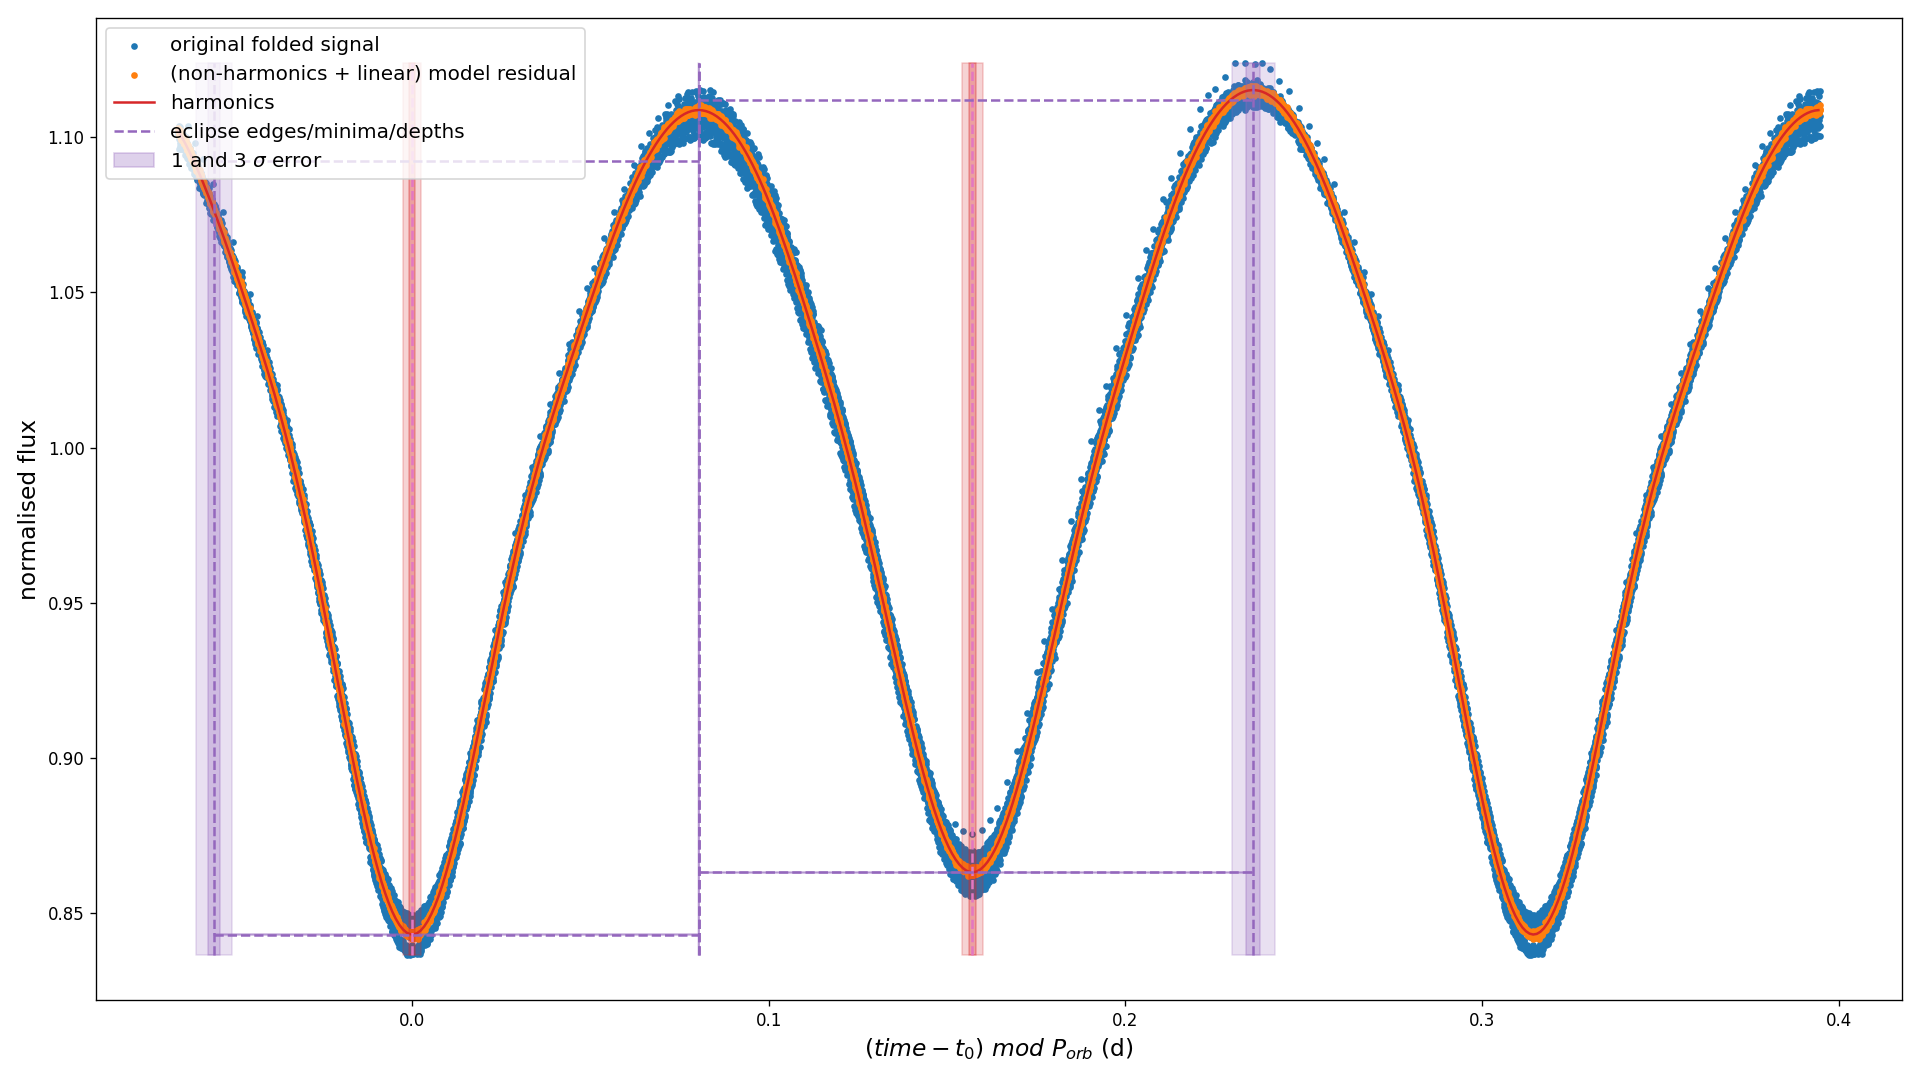 original folded signal
(non-harmonics + linear) model residual
harmonics
eclipse edges/minima/depths
1 and 3 σ error
normalised flux
1.10
1.05
1.00
0.95
0.90
0.85
0.0 0.1 0.2 0.3 0.4
(time − t₀) mod P_orb (d)